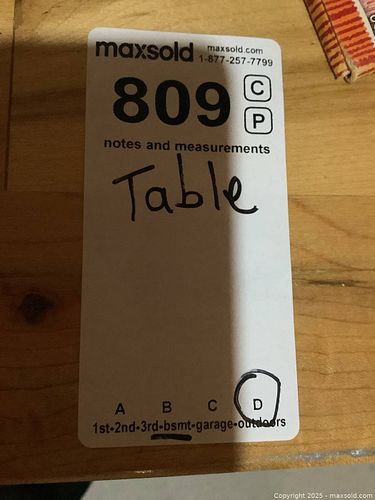 maxsold maxsold.com
1-877-257-7799
809 C
P
notes and measurements
Table
A B C D
1st•2nd•3rd•bsmt•garage•outdoors
Copyright 2025 - maxsold.com